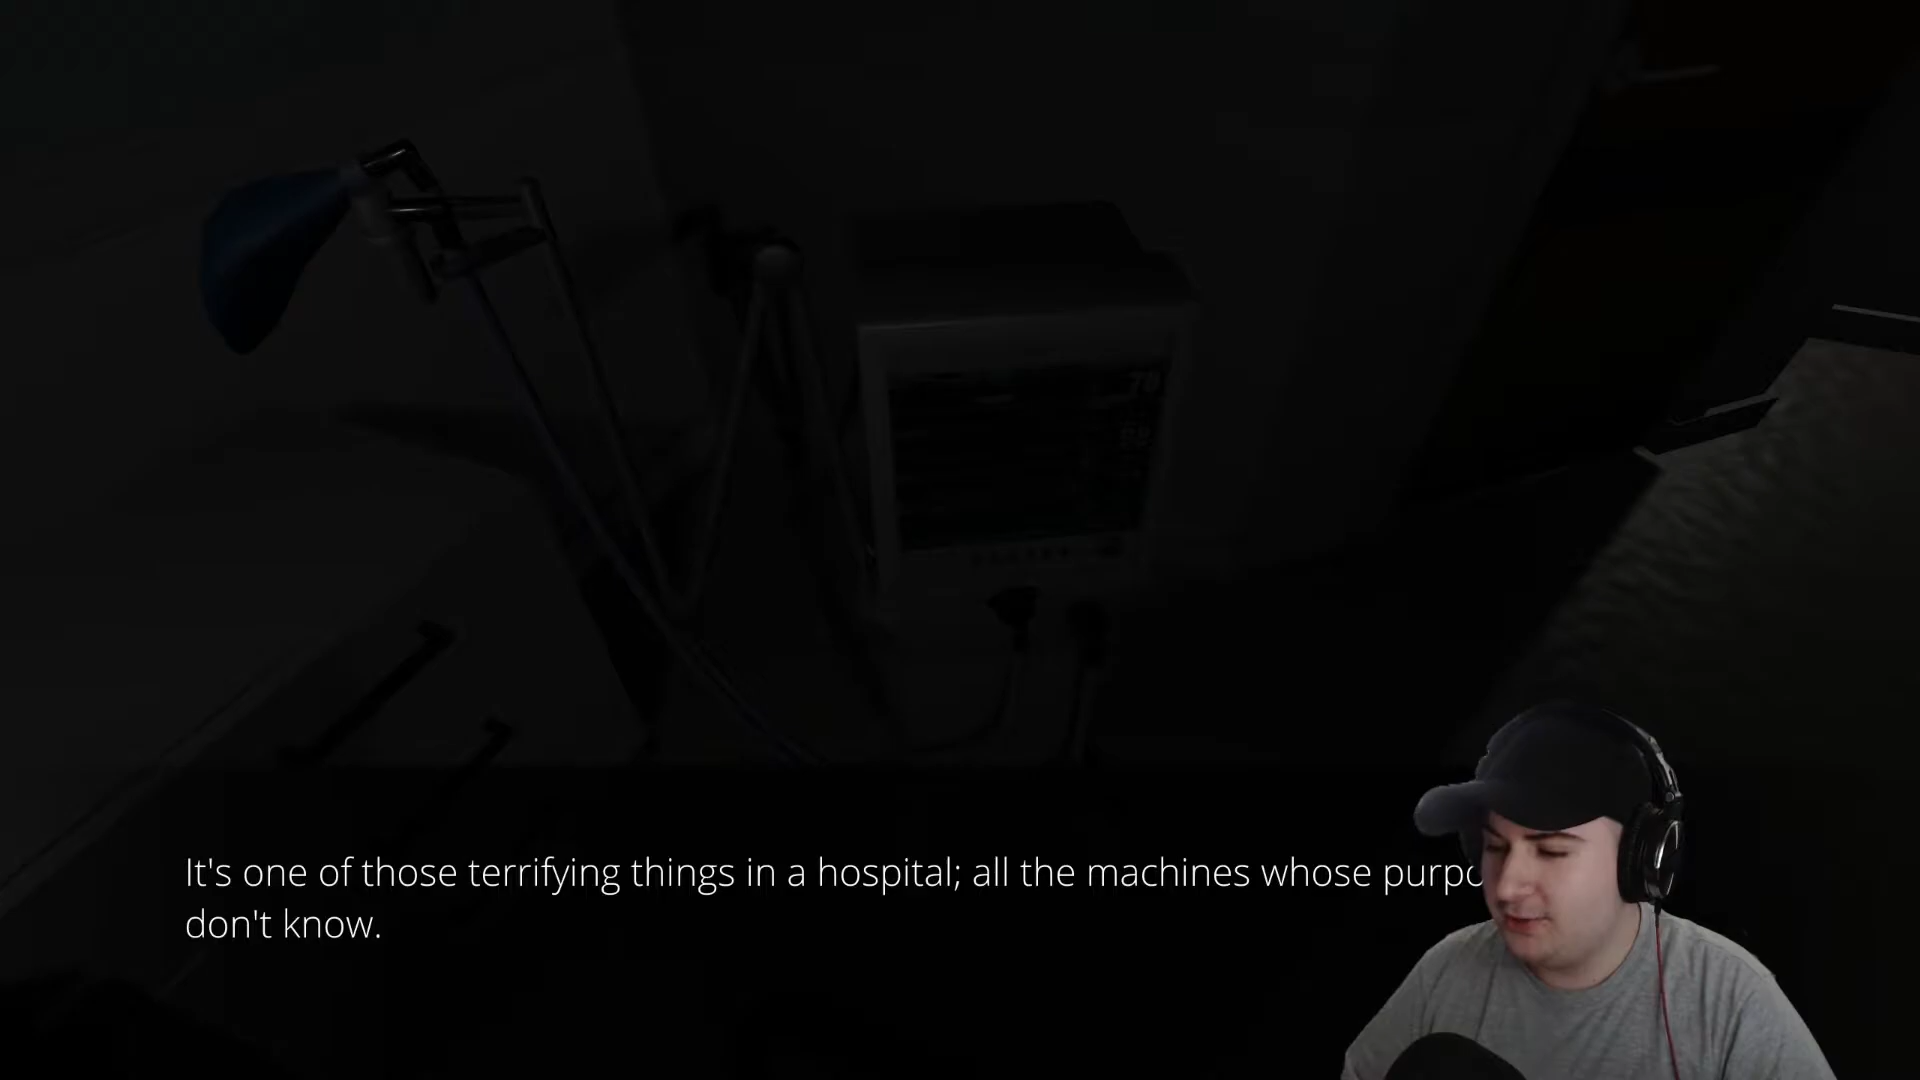 It's one of those terrifying things in a hospital; all the machines whose
don't know.